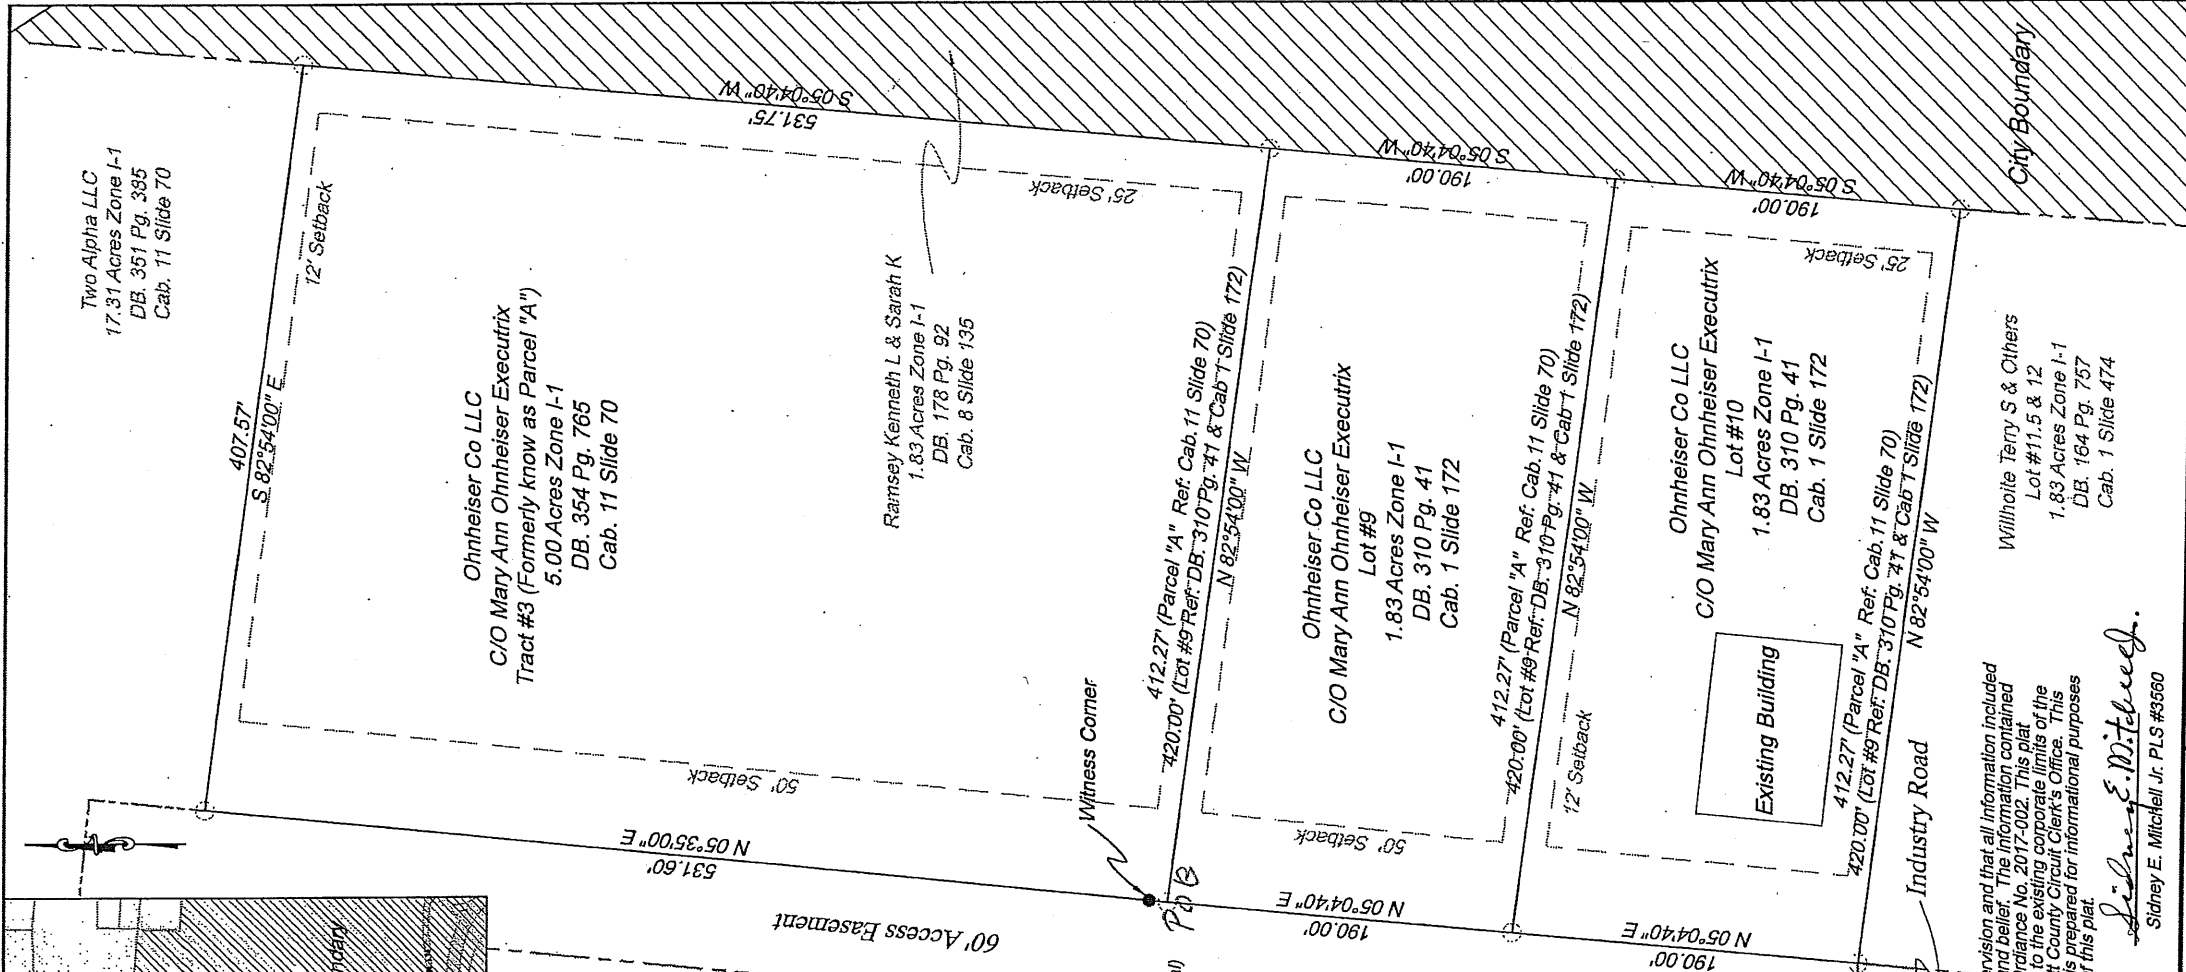 Two Alpha LLC
17.31 Acres Zone I-1
DB. 351 Pg. 385
Cab. 11 Slide 70
407.57'
S 82°54'00" E
12' Setback
S 05°04'40" W
531.75'
25' Setback
Ohnheiser Co LLC
C/O Mary Ann Ohnheiser Executrix
Tract #3 (Formerly know as Parcel "A")
5.00 Acres Zone I-1
DB. 354 Pg. 765
Cab. 11 Slide 70
Ramsey Kenneth L & Sarah K
1.83 Acres Zone I-1
DB. 178 Pg. 92
Cab. 8 Slide 135
50' Setback
N 05°35'00" E
531.60'
60' Access Easement
Witness Corner
POB
412.27' (Parcel "A" Ref: Cab.11 Slide 70)
420.00' (Lot #9 Ref: DB. 310 Pg. 41 & Cab 1 Slide 172)
N 82°54'00" W
S 05°04'40" W
190.00'
Ohnheiser Co LLC
C/O Mary Ann Ohnheiser Executrix
Lot #9
1.83 Acres Zone I-1
DB. 310 Pg. 41
Cab. 1 Slide 172
50' Setback
N 05°04'40" E
190.00'
412.27' (Parcel "A" Ref: Cab.11 Slide 70)
420.00' (Lot #9 Ref: DB. 310 Pg. 41 & Cab 1 Slide 172)
N 82°54'00" W
12' Setback
S 05°04'40" W
190.00'
25' Setback
Ohnheiser Co LLC
C/O Mary Ann Ohnheiser Executrix
Lot #10
1.83 Acres Zone I-1
DB. 310 Pg. 41
Cab. 1 Slide 172
Existing Building
N 05°04'40" E
190.00'
412.27' (Parcel "A" Ref: Cab.11 Slide 70)
420.00' (Lot #9 Ref: DB. 310 Pg. 41 & Cab 1 Slide 172)
N 82°54'00" W
Industry Road
City Boundary
Willhoite Terry S & Others
Lot #11.5 & 12
1.83 Acres Zone I-1
DB. 164 Pg. 757
Cab. 1 Slide 474
rvision and that all information included
and belief. The information contained
rdinance No. 2017-002. This plat
to the existing corporate limits of the
tt County Circuit Clerk's Office. This
is prepared for informational purposes
f this plat.
Sidney E. Mitchell Jr.
Sidney E. Mitchell Jr. PLS #3560
ndary